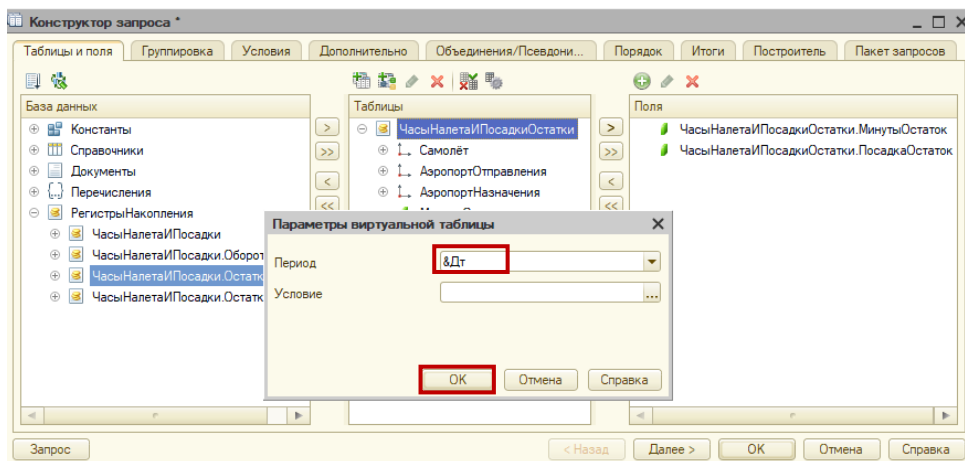 Конструктор запроса *
Таблицы и поля Группировка Условия Дополнительно Объединения/Псевдони... Порядок Итоги Построитель Пакет запросов
База данных Таблицы Поля
Константы
Справочники
Документы
Перечисления
РегистрыНакопления
ЧасыНалетаИПосадки
ЧасыНалетаИПосадки.Оборот
ЧасыНалетаИПосадки.Остатк
ЧасыНалетаИПосадки.Остатк
ЧасыНалетаИПосадкиОстатки
Самолёт
АэропортОтправления
АэропортНазначения
> >> < <<
> >> < <<
ЧасыНалетаИПосадкиОстатки.МинутыОстаток
ЧасыНалетаИПосадкиОстатки.ПосадкаОстаток
Параметры виртуальной таблицы
Период &Дт
Условие ...
ОК Отмена Справка
Запрос < Назад Далее > ОК Отмена Справка